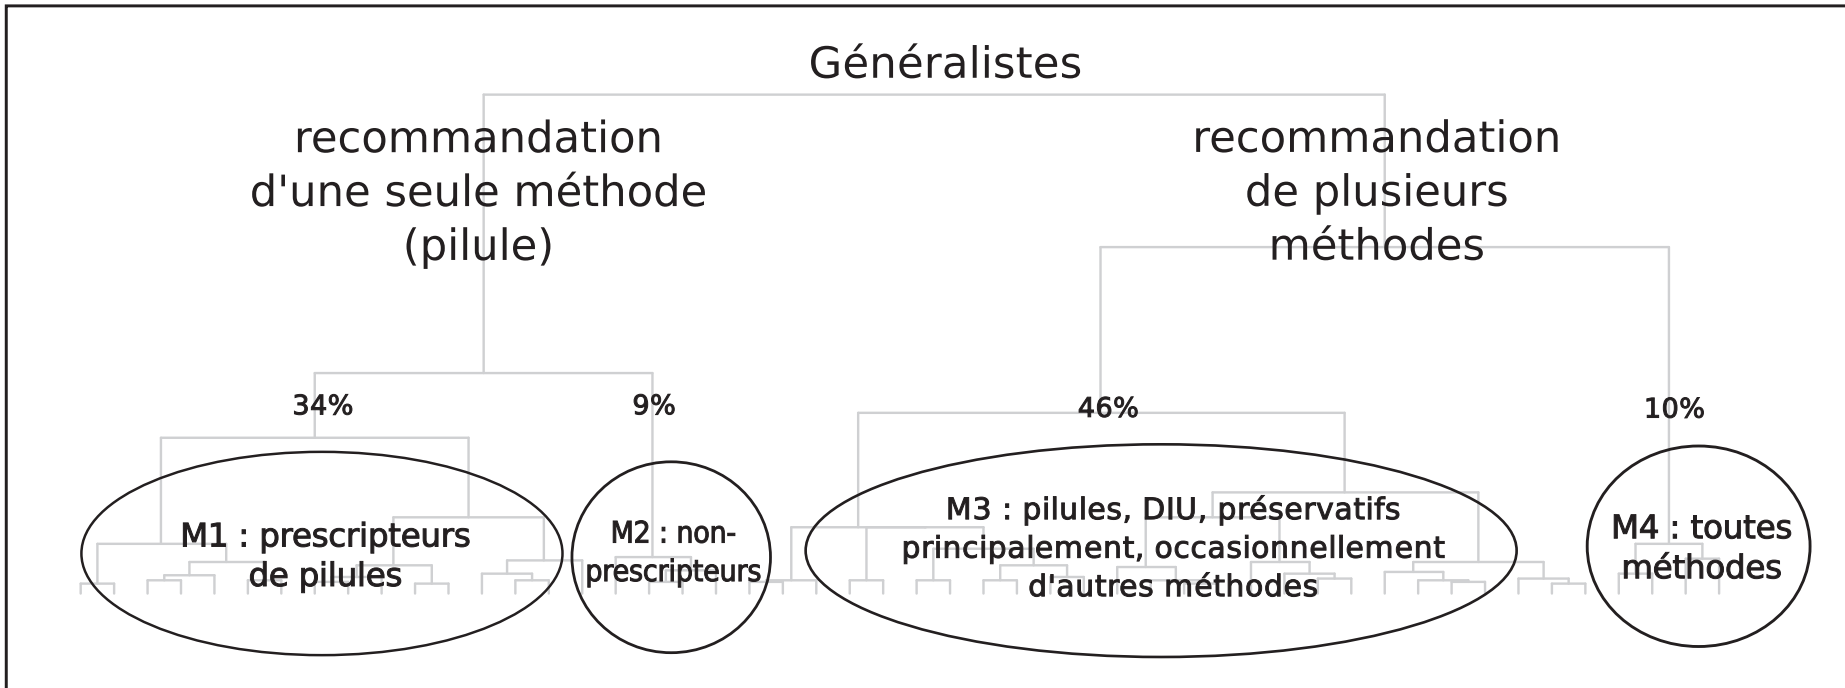 Généralistes
recommandation
d'une seule méthode
(pilule)
recommandation
de plusieurs
méthodes
34%
9%
46%
10%
M1 : prescripteurs
de pilules
M2 : non-
prescripteurs
M3 : pilules, DIU, préservatifs
principalement, occasionnellement
d'autres méthodes
M4 : toutes
méthodes